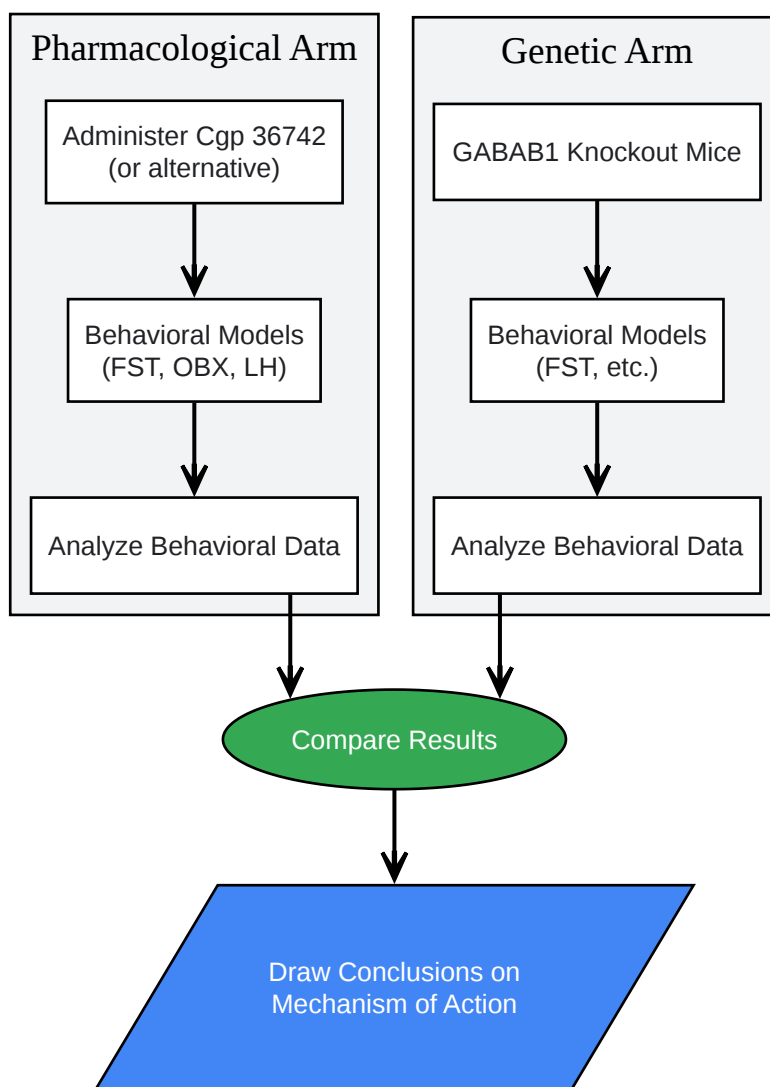 Pharmacological Arm
Administer Cgp 36742
(or alternative)
Behavioral Models
(FST, OBX, LH)
Analyze Behavioral Data
Genetic Arm
GABAB1 Knockout Mice
Behavioral Models
(FST, etc.)
Analyze Behavioral Data
Compare Results
Draw Conclusions on
Mechanism of Action